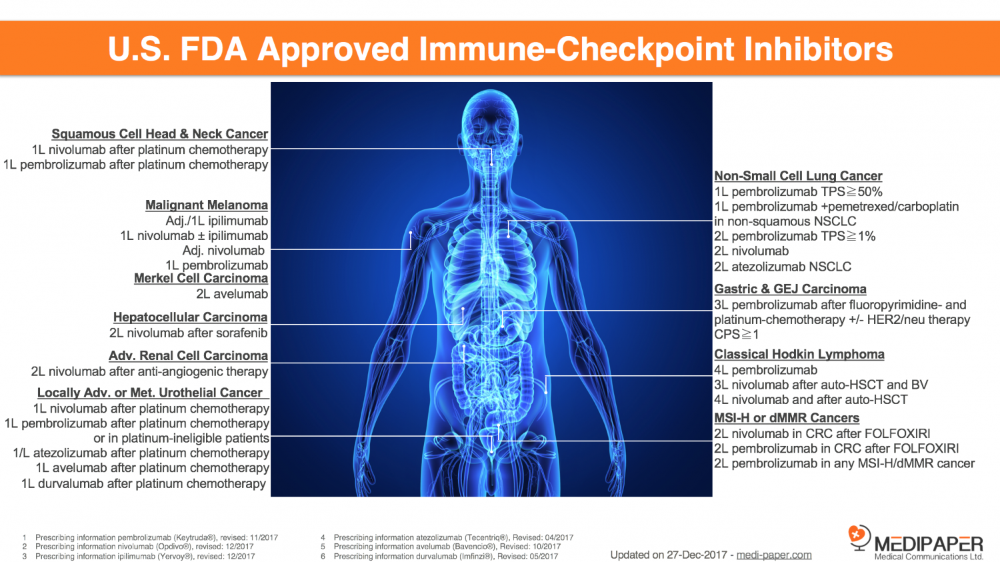 U.S. FDA Approved Immune-Checkpoint Inhibitors
Squamous Cell Head & Neck Cancer
1L nivolumab after platinum chemotherapy
1L pembrolizumab after platinum chemotherapy
Malignant Melanoma
Adj./1L ipilimumab
1L nivolumab ± ipilimumab
Adj. nivolumab
1L pembrolizumab
Merkel Cell Carcinoma
2L avelumab
Hepatocellular Carcinoma
2L nivolumab after sorafenib
Adv. Renal Cell Carcinoma
2L nivolumab after anti-angiogenic therapy
Locally Adv. or Met. Urothelial Cancer
1L nivolumab after platinum chemotherapy
1L pembrolizumab after platinum chemotherapy
or in platinum-ineligible patients
1/L atezolizumab after platinum chemotherapy
1L avelumab after platinum chemotherapy
1L durvalumab after platinum chemotherapy
Non-Small Cell Lung Cancer
1L pembrolizumab TPS≧50%
1L pembrolizumab +pemetrexed/carboplatin
in non-squamous NSCLC
2L pembrolizumab TPS≧1%
2L nivolumab
2L atezolizumab NSCLC
Gastric & GEJ Carcinoma
3L pembrolizumab after fluoropyrimidine- and
platinum-chemotherapy +/- HER2/neu therapy
CPS≧1
Classical Hodkin Lymphoma
4L pembrolizumab
3L nivolumab after auto-HSCT and BV
4L nivolumab and after auto-HSCT
MSI-H or dMMR Cancers
2L nivolumab in CRC after FOLFOXIRI
2L pembrolizumab in CRC after FOLFOXIRI
2L pembrolizumab in any MSI-H/dMMR cancer
1 Prescribing information pembrolizumab (Keytruda®), revised: 11/2017
2 Prescribing information nivolumab (Opdivo®), revised: 12/2017
3 Prescribing information ipilimumab (Yervoy®), revised: 12/2017
4 Prescribing information atezolizumab (Tecentriq®), Revised: 04/2017
5 Prescribing information avelumab (Bavencio®), Revised: 10/2017
6 Prescribing information durvalumab (Imfinzi®), Revised: 05/2017
Updated on 27-Dec-2017 - medi-paper.com
MEDIPAPER
Medical Communications Ltd.